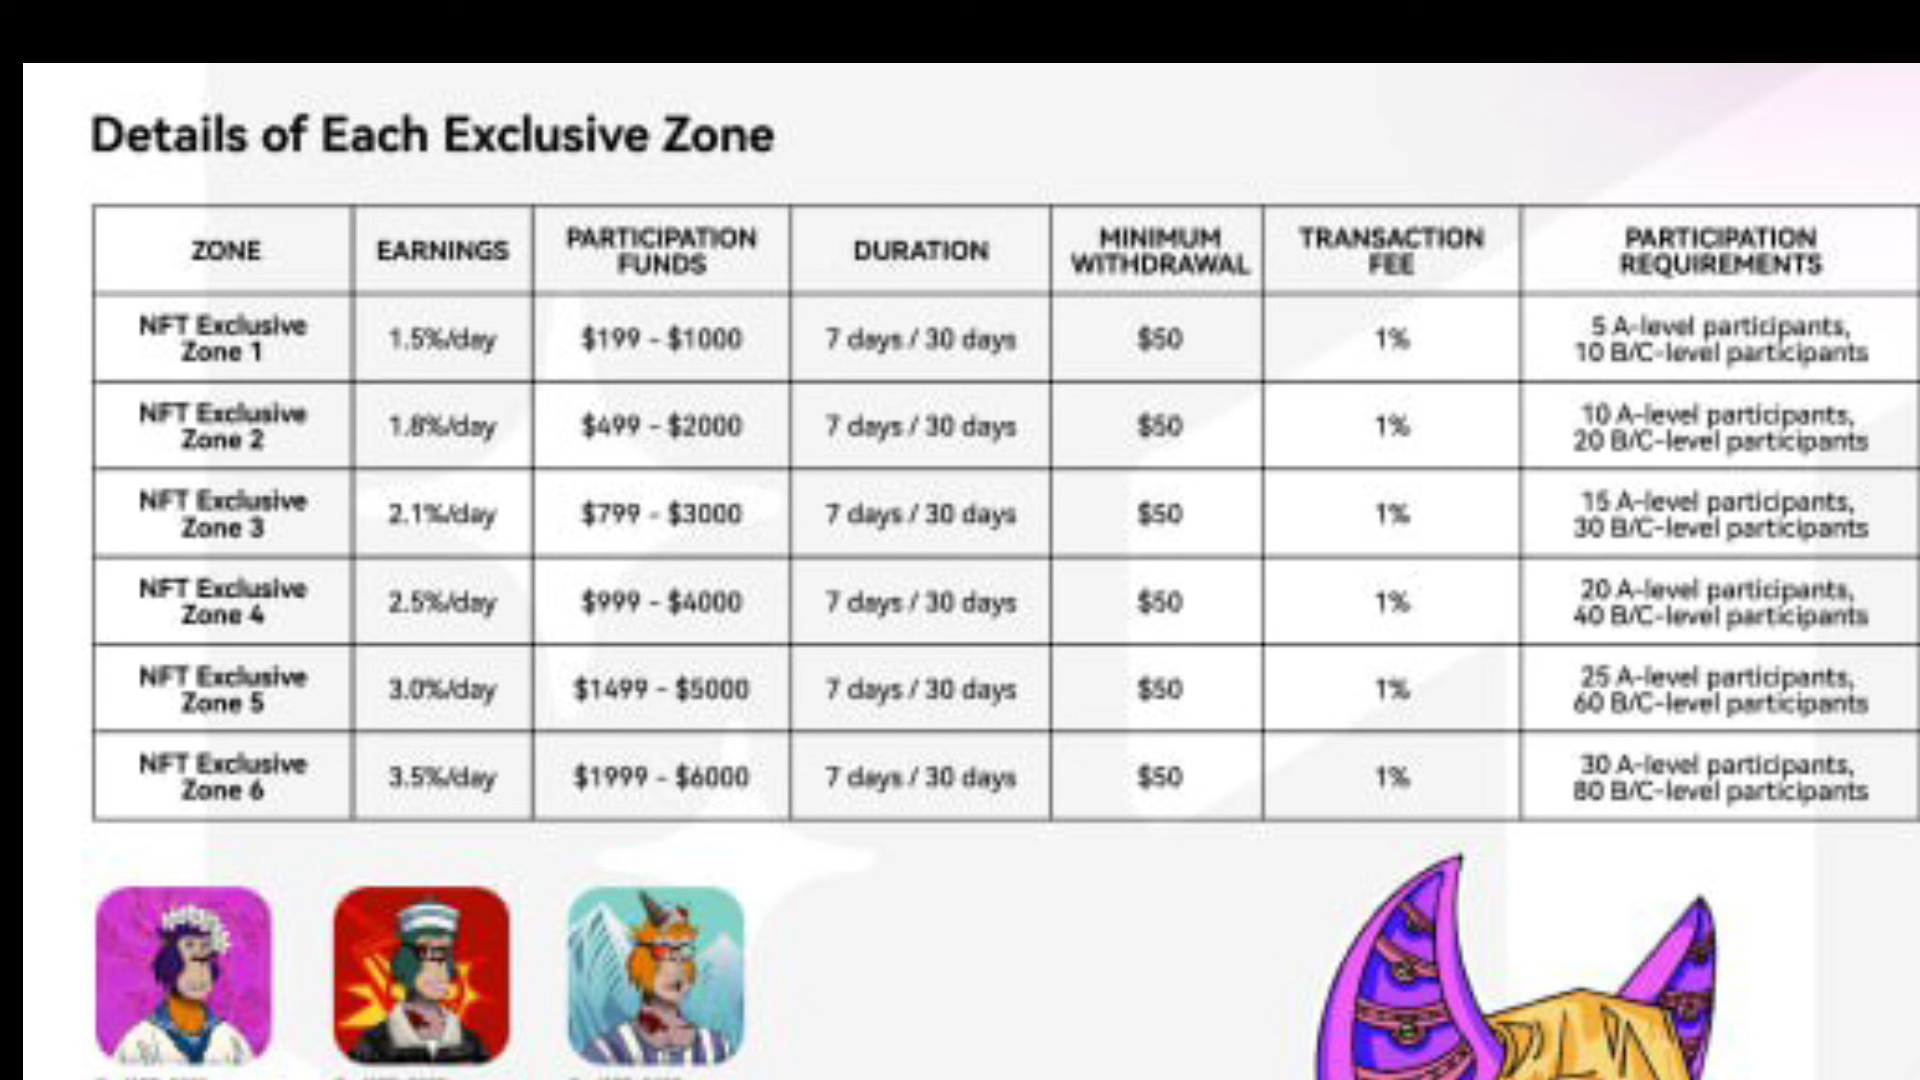 Details of Each Exclusive Zone
ZONE EARNINGS PARTICIPATION FUNDS DURATION MINIMUM WITHDRAWAL TRANSACTION FEE PARTICIPATION REQUIREMENTS
NFT Exclusive Zone 1 1.5%/day $199 - $1000 7 days / 30 days $50 1% 5 A-level participants, 10 B/C-level participants
NFT Exclusive Zone 2 1.8%/day $499 - $2000 7 days / 30 days $50 1% 10 A-level participants, 20 B/C-level participants
NFT Exclusive Zone 3 2.1%/day $799 - $3000 7 days / 30 days $50 1% 15 A-level participants, 30 B/C-level participants
NFT Exclusive Zone 4 2.5%/day $999 - $4000 7 days / 30 days $50 1% 20 A-level participants, 40 B/C-level participants
NFT Exclusive Zone 5 3.0%/day $1499 - $5000 7 days / 30 days $50 1% 25 A-level participants, 60 B/C-level participants
NFT Exclusive Zone 6 3.5%/day $1999 - $6000 7 days / 30 days $50 1% 30 A-level participants, 80 B/C-level participants